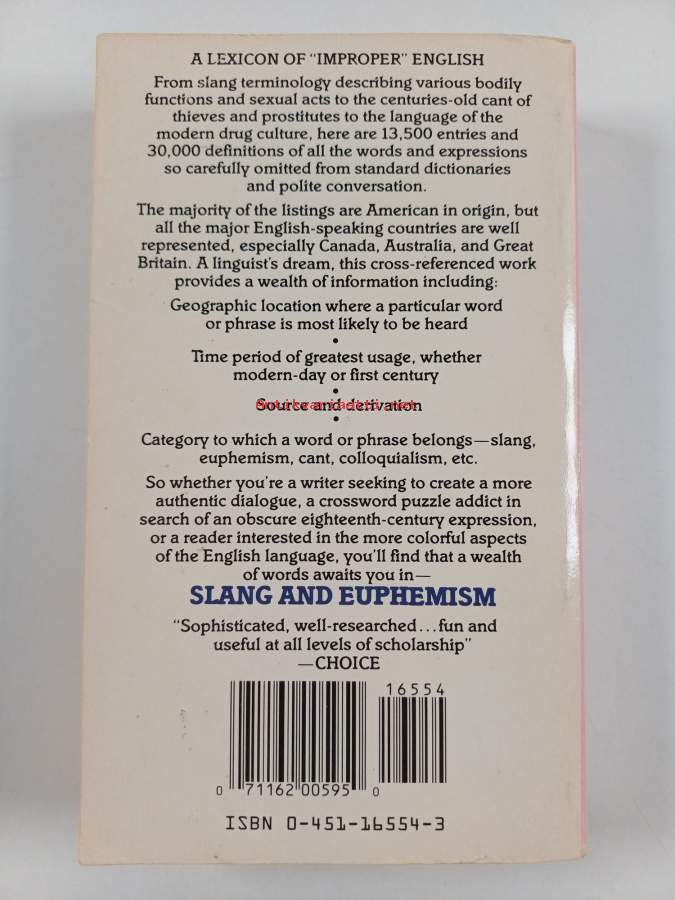 A LEXICON OF "IMPROPER" ENGLISH
From slang terminology describing various bodily
functions and sexual acts to the centuries-old cant of
thieves and prostitutes to the language of the
modern drug culture, here are 13,500 entries and
30,000 definitions of all the words and expressions
so carefully omitted from standard dictionaries
and polite conversation.
The majority of the listings are American in origin, but
all the major English-speaking countries are well
represented, especially Canada, Australia, and Great
Britain. A linguist's dream, this cross-referenced work
provides a wealth of information including:
Geographic location where a particular word
or phrase is most likely to be heard
•
Time period of greatest usage, whether
modern-day or first century
•
Source and derivation
antikvariaatti.net
•
Category to which a word or phrase belongs—slang,
euphemism, cant, colloquialism, etc.
So whether you're a writer seeking to create a more
authentic dialogue, a crossword puzzle addict in
search of an obscure eighteenth-century expression,
or a reader interested in the more colorful aspects
of the English language, you'll find that a wealth
of words awaits you in—
SLANG AND EUPHEMISM
"Sophisticated, well-researched...fun and
useful at all levels of scholarship"
—CHOICE
16554
0 71162 00595 0
ISBN 0-451-16554-3